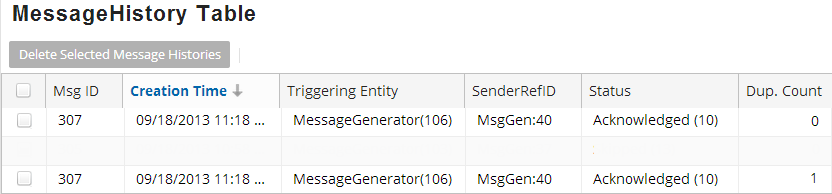 MessageHistory Table
Delete Selected Message Histories
Msg ID Creation Time ↓ Triggering Entity SenderRefID Status Dup. Count
307 09/18/2013 11:18 ... MessageGenerator(106) MsgGen:40 Acknowledged (10) 0
307 09/18/2013 11:18 ... MessageGenerator(106) MsgGen:40 Acknowledged (10) 1